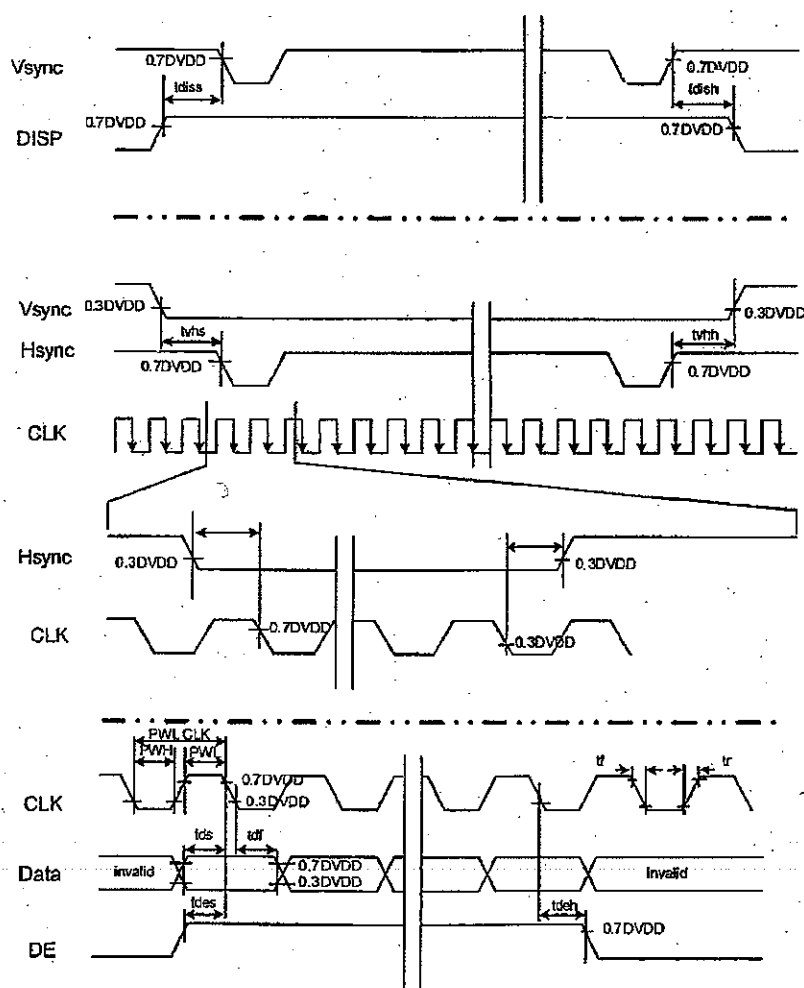 Vsync
0.7DVDD
tdiss
0.7DVDD
tdish
0.7DVDD
0.7DVDD
DISP
Vsync
0.3DVDD
0.3DVDD
tvhs
tvhh
Hsync
0.7DVDD
0.7DVDD
CLK
Hsync
0.3DVDD
0.3DVDD
CLK
0.7DVDD
0.3DVDD
PWL CLK
PWH
PWL
tf
tr
CLK
0.7DVDD
0.3DVDD
tds
tdf
Data
invalid
0.7DVDD
0.3DVDD
Invalid
tdes
tdeh
0.7DVDD
DE